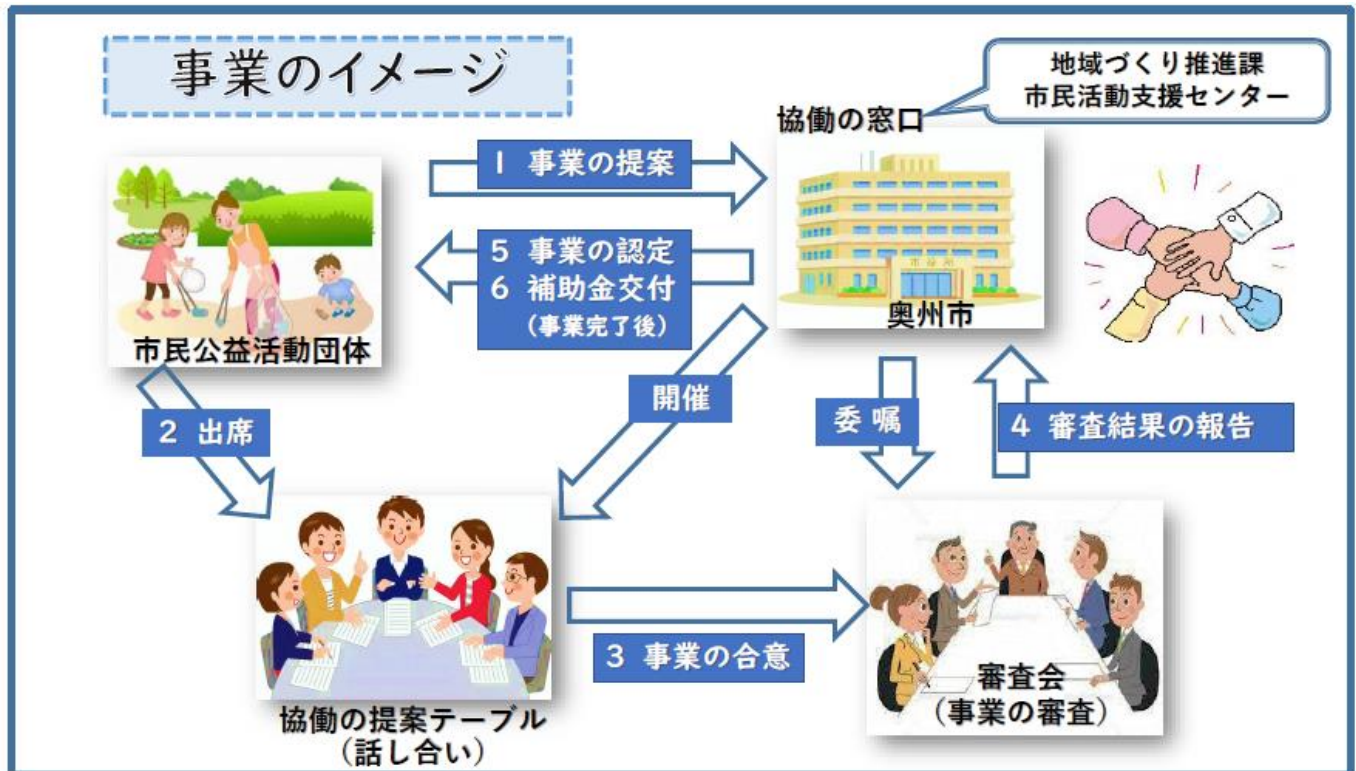 事業のイメージ
地域づくり推進課
市民活動支援センター
協働の窓口
1 事業の提案
5 事業の認定
6 補助金交付
（事業完了後）
市役所
奥州市
市民公益活動団体
2 出席
開催
委 嘱
4 審査結果の報告
3 事業の合意
審査会
（事業の審査）
協働の提案テーブル
（話し合い）